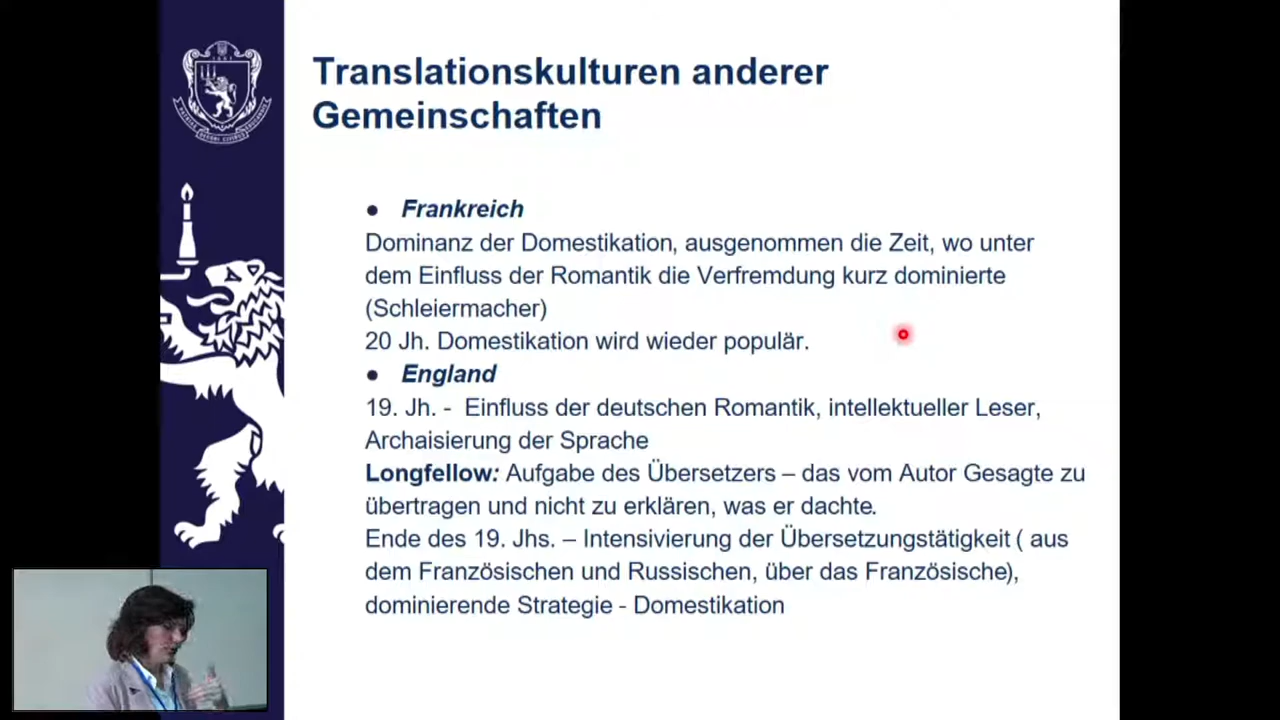 Translationskulturen anderer
Gemeinschaften
● Frankreich
Dominanz der Domestikation, ausgenommen die Zeit, wo unter
dem Einfluss der Romantik die Verfremdung kurz dominierte
(Schleiermacher)
20 Jh. Domestikation wird wieder populär.
● England
19. Jh. - Einfluss der deutschen Romantik, intellektueller Leser,
Archaisierung der Sprache
Longfellow: Aufgabe des Übersetzers – das vom Autor Gesagte zu
übertragen und nicht zu erklären, was er dachte.
Ende des 19. Jhs. – Intensivierung der Übersetzungstätigkeit ( aus
dem Französischen und Russischen, über das Französische),
dominierende Strategie - Domestikation